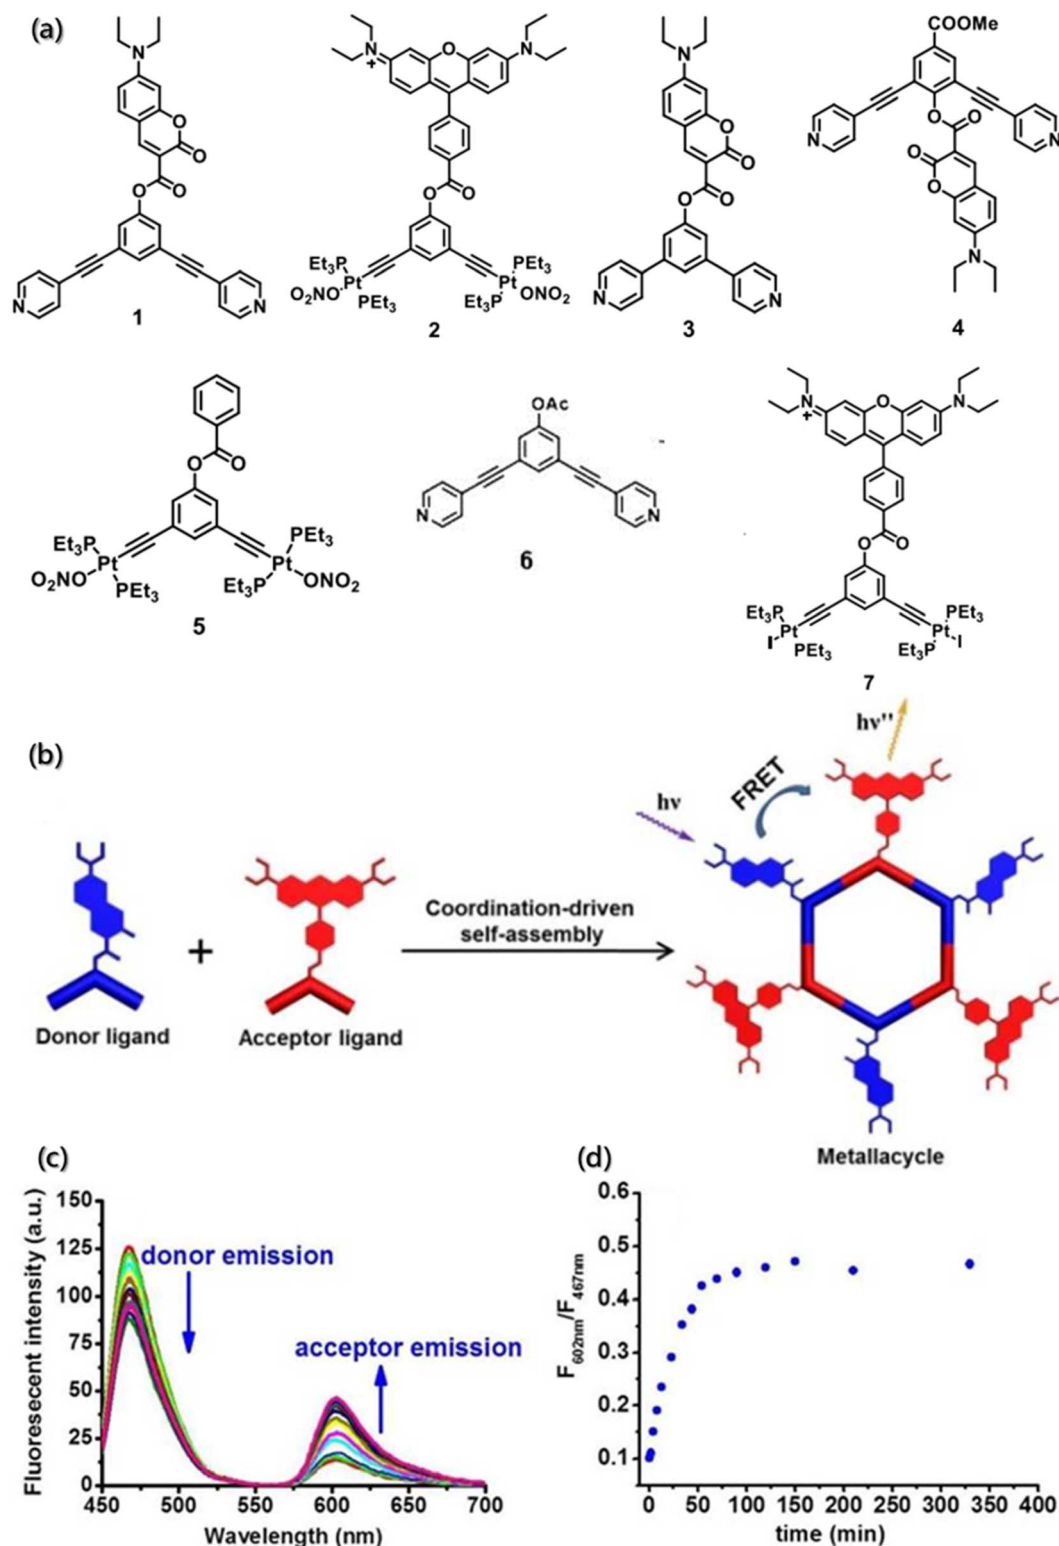 (a)
N
O
O
O
O
N
N
1
N
+
O
N
O
O
PEt3
Pt
O2NO
PEt3
PEt3
Pt
Et3P
ONO2
2
N
O
O
O
O
N
N
3
COOMe
N
N
O
O
O
O
N
4
O
O
PEt3
Pt
O2NO
PEt3
PEt3
Pt
Et3P
ONO2
5
OAc
N
N
6
N
+
O
N
O
O
Et3P
Pt
I
PEt3
PEt3
Pt
Et3P
I
7
(b)
hν
FRET
hν''
+
Coordination-driven
self-assembly
Donor ligand
Acceptor ligand
Metallacycle
(c)
Fluoresecent intensity (a.u.)
150
125
100
75
50
25
0
donor emission
acceptor emission
450 500 550 600 650 700
Wavelength (nm)
(d)
F602nm/F467nm
0.6
0.5
0.4
0.3
0.2
0.1
0 50 100 150 200 250 300 350 400
time (min)